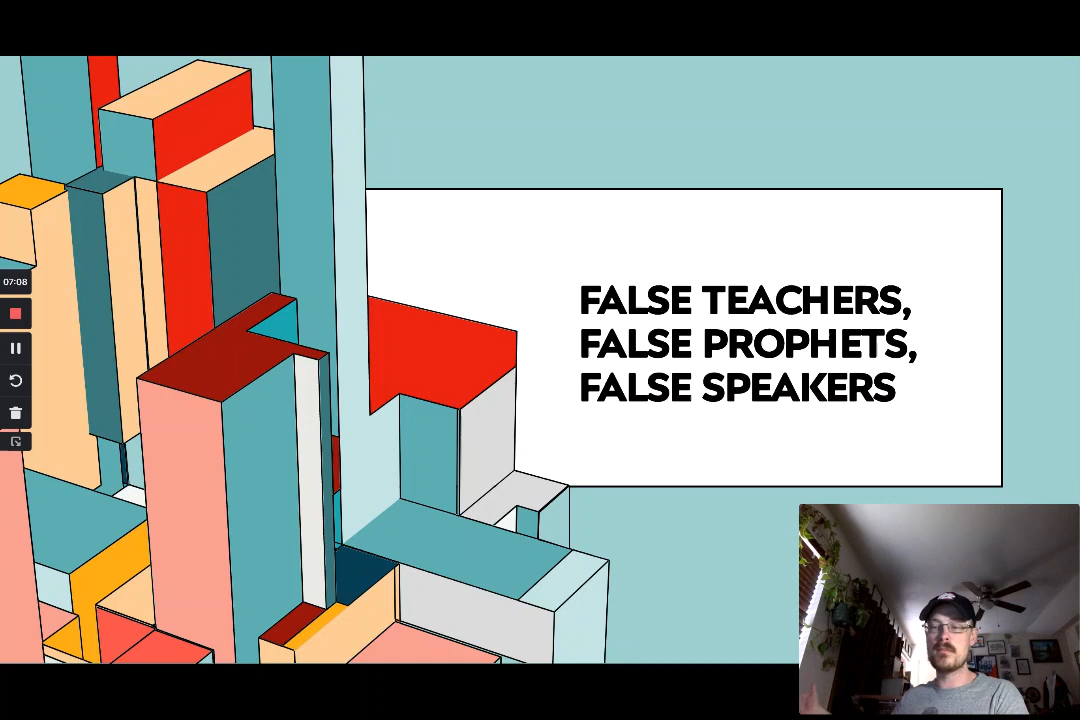 07:08
FALSE TEACHERS,
FALSE PROPHETS,
FALSE SPEAKERS